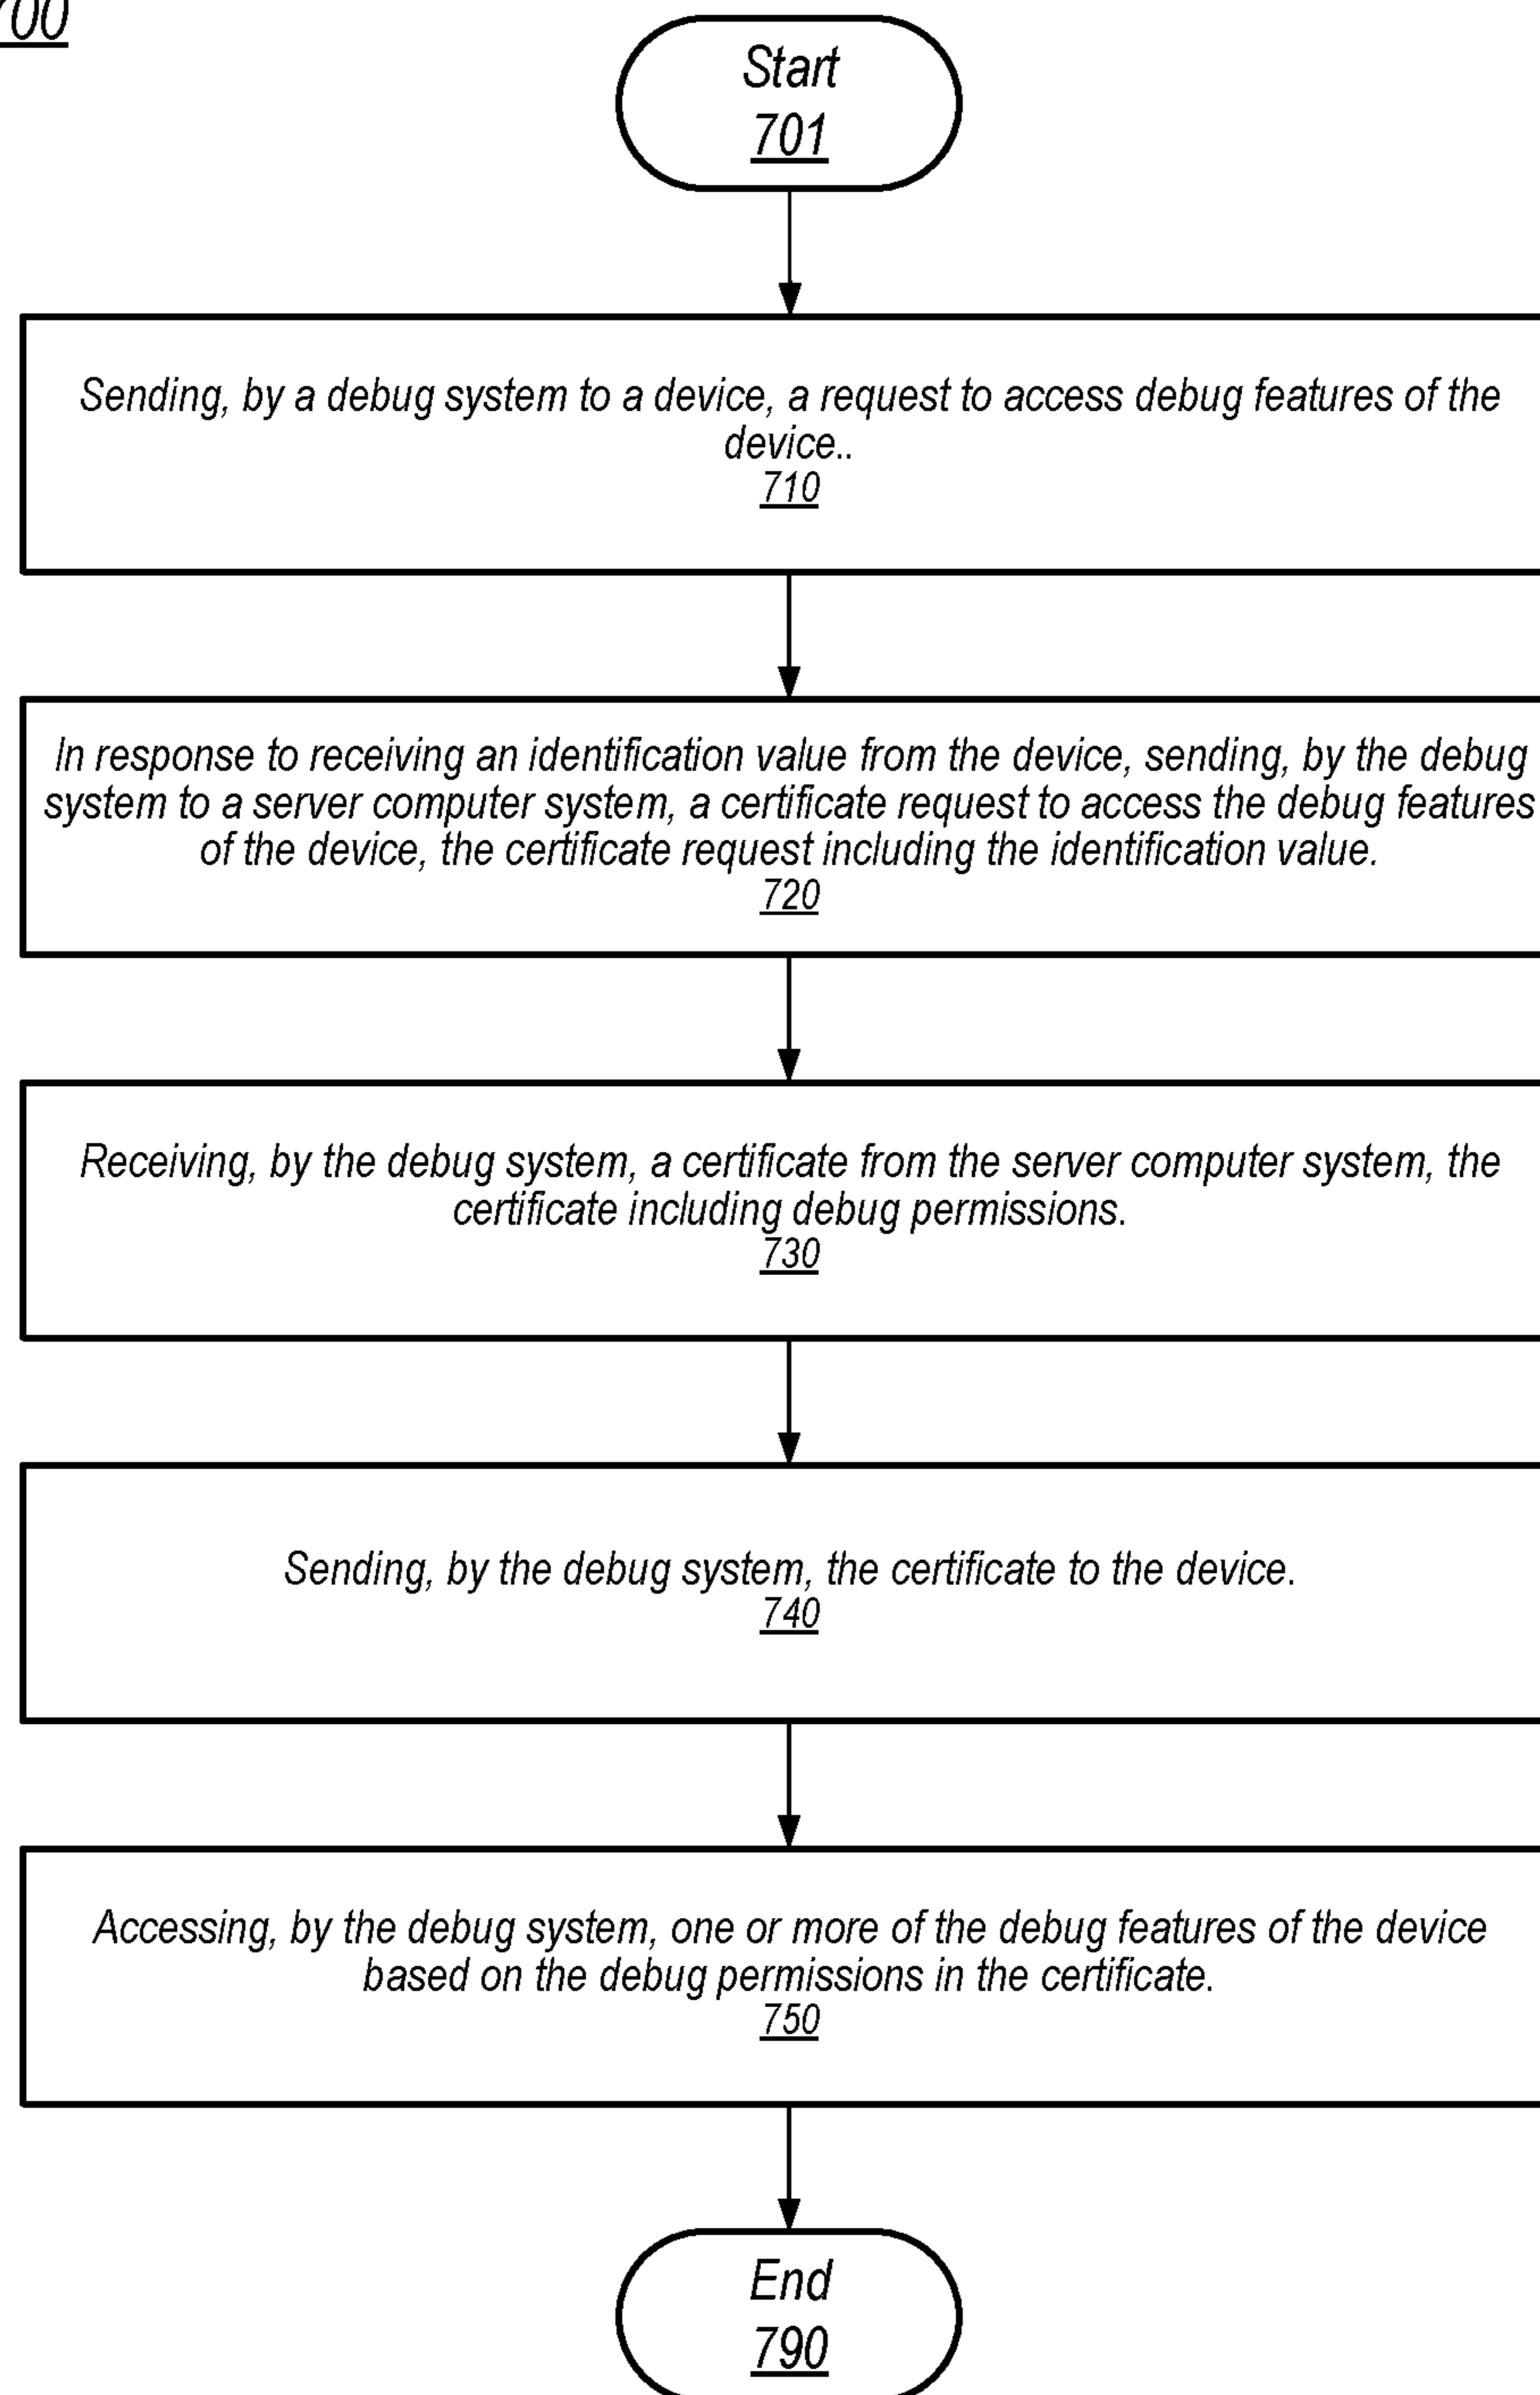 700
Start
701
Sending, by a debug system to a device, a request to access debug features of the
device..
710
In response to receiving an identification value from the device, sending, by the debug
system to a server computer system, a certificate request to access the debug features
of the device, the certificate request including the identification value.
720
Receiving, by the debug system, a certificate from the server computer system, the
certificate including debug permissions.
730
Sending, by the debug system, the certificate to the device.
740
Accessing, by the debug system, one or more of the debug features of the device
based on the debug permissions in the certificate.
750
End
790